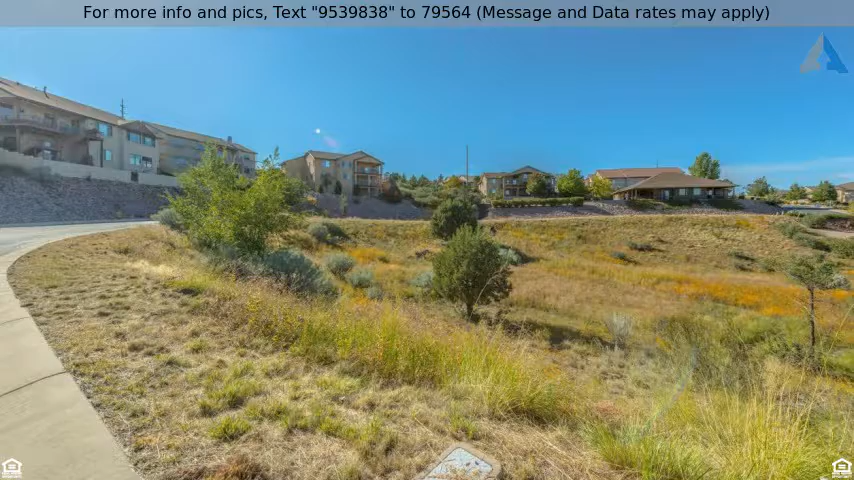 For more info and pics, Text "9539838" to 79564 (Message and Data rates may apply)